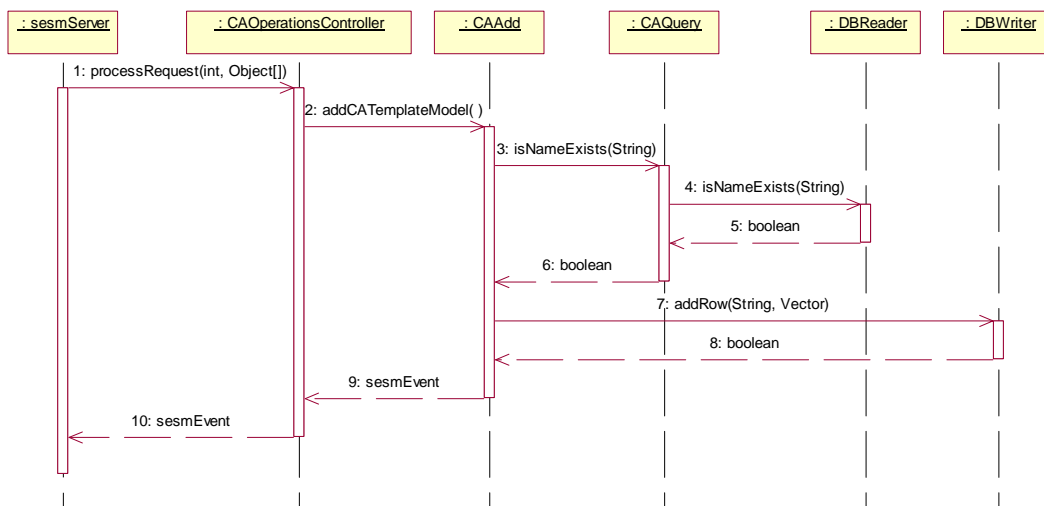 : sesmServer
: CAOperationsController
: CAAdd
: CAQuery
: DBReader
: DBWriter
1: processRequest(int, Object[])
2: addCATemplateModel( )
3: isNameExists(String)
4: isNameExists(String)
5: boolean
6: boolean
7: addRow(String, Vector)
8: boolean
9: sesmEvent
10: sesmEvent